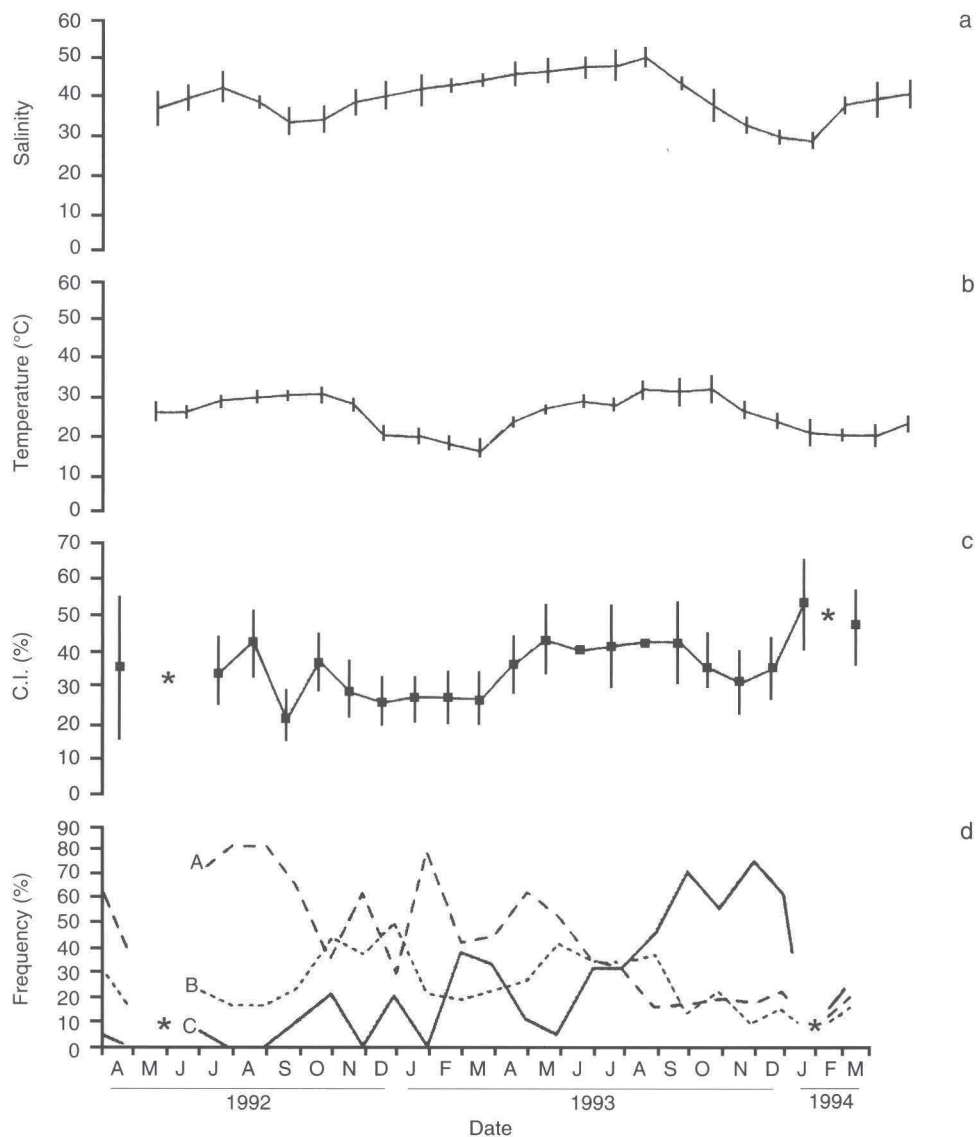 a
60
50
40
30
20
10
0
Salinity
b
60
50
40
30
20
10
0
Temperature (°C)
c
70
60
50
40
30
20
10
0
C.I. (%)
*
*
d
90
80
70
60
50
40
30
20
10
0
Frequency (%)
A
B
* C
*
A M J J A S O N D J F M A M J J A S O N D J F M
1992 1993 1994
Date